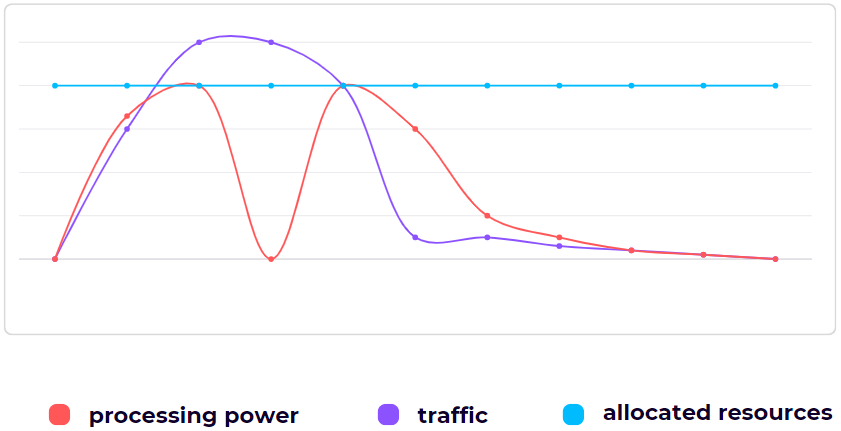 processing power
traffic
allocated resources